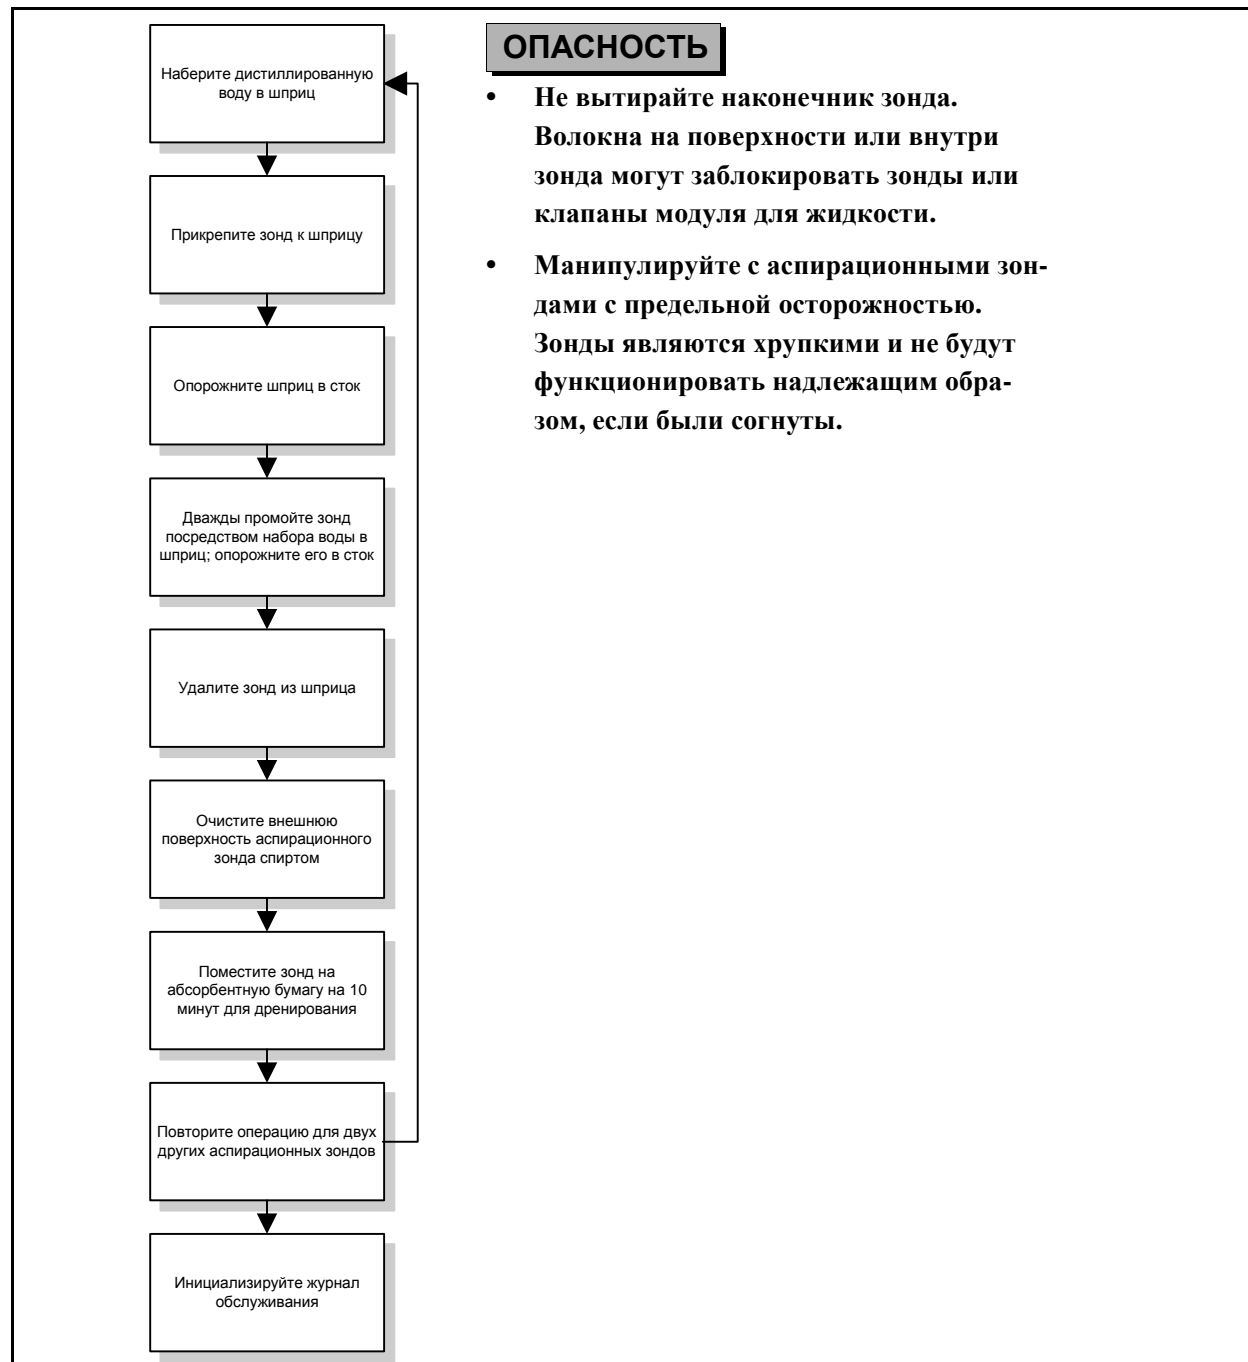 Наберите дистиллированную
воду в шприц
Прикрепите зонд к шприцу
Опорожните шприц в сток
Дважды промойте зонд
посредством набора воды в
шприц; опорожните его в сток
Удалите зонд из шприца
Очистите внешнюю
поверхность аспирационного
зонда спиртом
Поместите зонд на
абсорбентную бумагу на 10
минут для дренирования
Повторите операцию для двух
других аспирационных зондов
Инициализируйте журнал
обслуживания
ОПАСНОСТЬ
• Не вытирайте наконечник зонда.
Волокна на поверхности или внутри
зонда могут заблокировать зонды или
клапаны модуля для жидкости.
• Манипулируйте с аспирационными зон-
дами с предельной осторожностью.
Зонды являются хрупкими и не будут
функционировать надлежащим обра-
зом, если были согнуты.